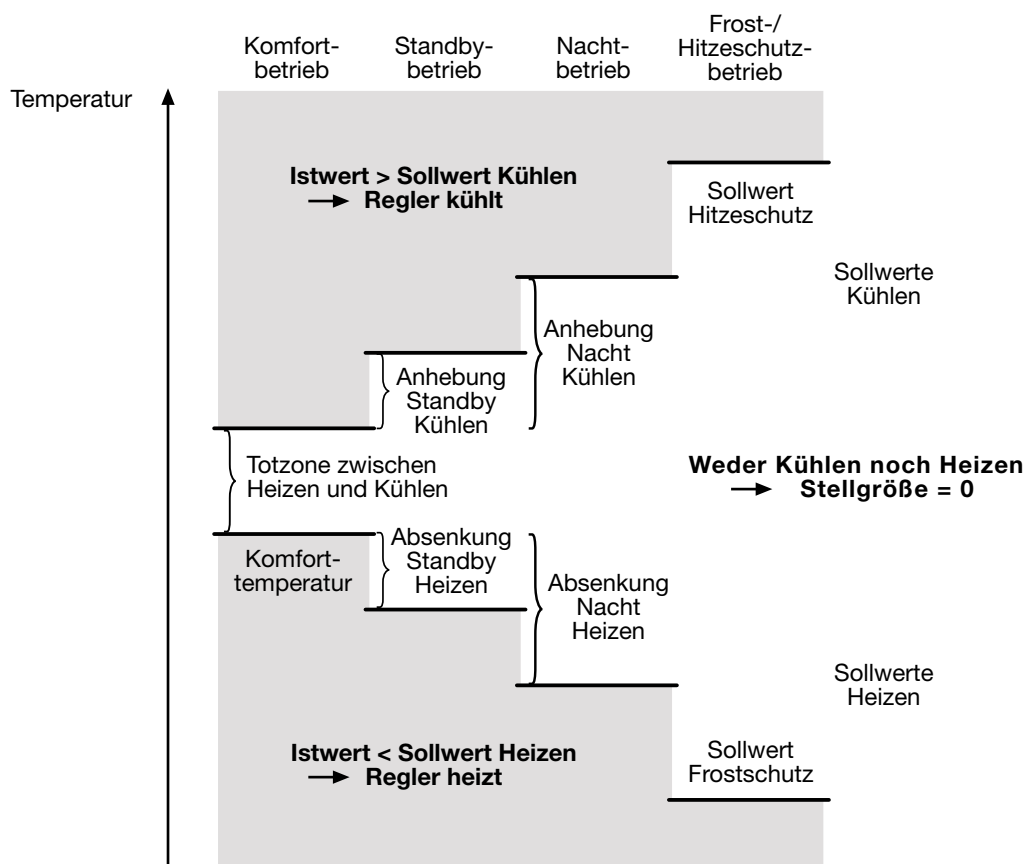 Komfort-
betrieb
Standby-
betrieb
Nacht-
betrieb
Frost-/
Hitzeschutz-
betrieb
Temperatur
Istwert > Sollwert Kühlen
→ Regler kühlt
Sollwert
Hitzeschutz
Sollwerte
Kühlen
Anhebung
Nacht
Kühlen
Anhebung
Standby
Kühlen
Totzone zwischen
Heizen und Kühlen
Weder Kühlen noch Heizen
→ Stellgröße = 0
Komfort-
temperatur
Absenkung
Standby
Heizen
Absenkung
Nacht
Heizen
Sollwerte
Heizen
Istwert < Sollwert Heizen
→ Regler heizt
Sollwert
Frostschutz